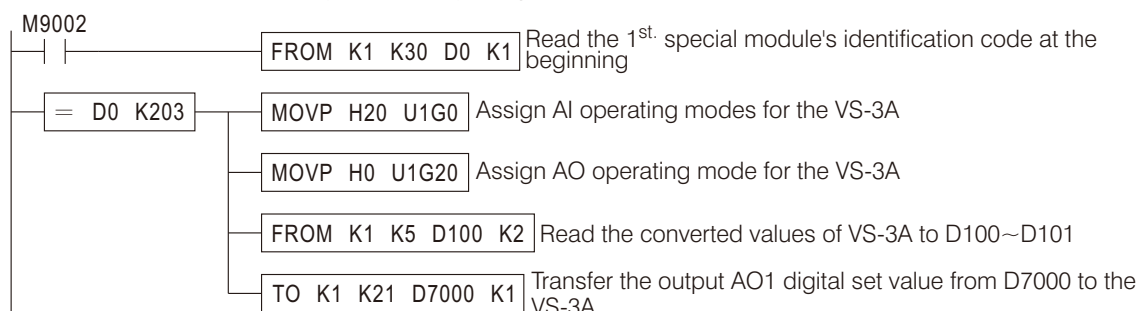 M9002
FROM K1 K30 D0 K1 Read the 1st. special module's identification code at the
beginning
= D0 K203 MOVP H20 U1G0 Assign AI operating modes for the VS-3A
MOVP H0 U1G20 Assign AO operating mode for the VS-3A
FROM K1 K5 D100 K2 Read the converted values of VS-3A to D100~D101
TO K1 K21 D7000 K1 Transfer the output AO1 digital set value from D7000 to the
VS-3A